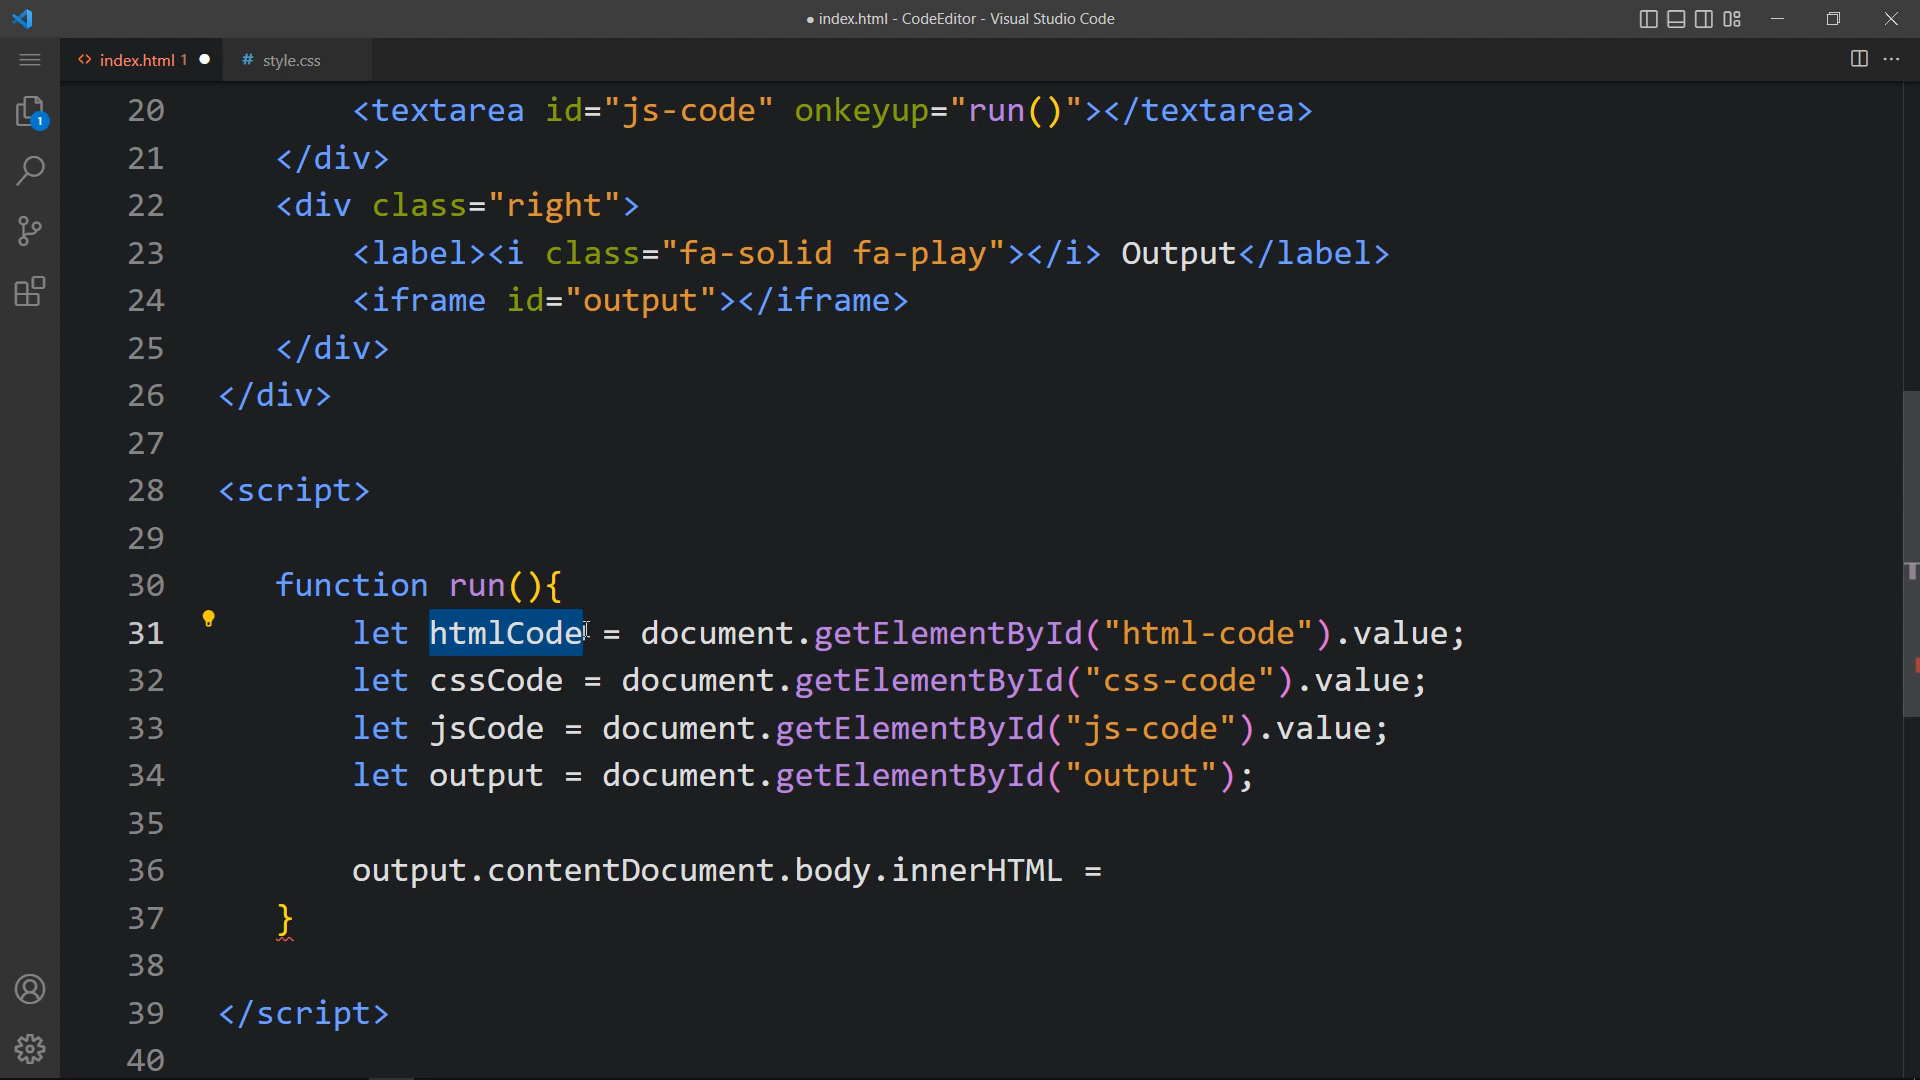 ● index.html - CodeEditor - Visual Studio Code
<> index.html 1 ●
# style.css
1
20 <textarea id="js-code" onkeyup="run()"></textarea>
21 </div>
22 <div class="right">
23 <label><i class="fa-solid fa-play"></i> Output</label>
24 <iframe id="output"></iframe>
25 </div>
26 </div>
27
28 <script>
29
30 function run(){
31 let htmlCode = document.getElementById("html-code").value;
32 let cssCode = document.getElementById("css-code").value;
33 let jsCode = document.getElementById("js-code").value;
34 let output = document.getElementById("output");
35
36 output.contentDocument.body.innerHTML =
37 }
38
39 </script>
40